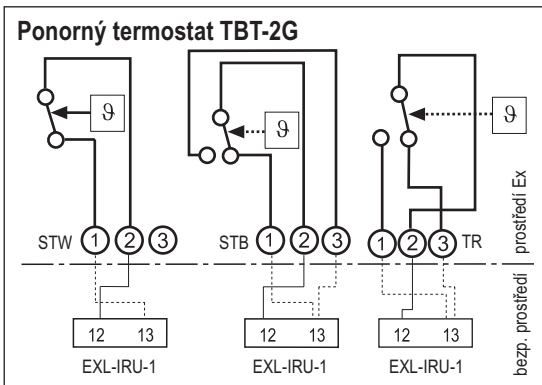 Ponorný termostat TBT-2G
ϑ
ϑ
ϑ
STW 1 2 3
STB 1 2 3
1 2 3 TR
prostředí Ex
bezp. prostředí
12 13
12 13
12 13
EXL-IRU-1
EXL-IRU-1
EXL-IRU-1